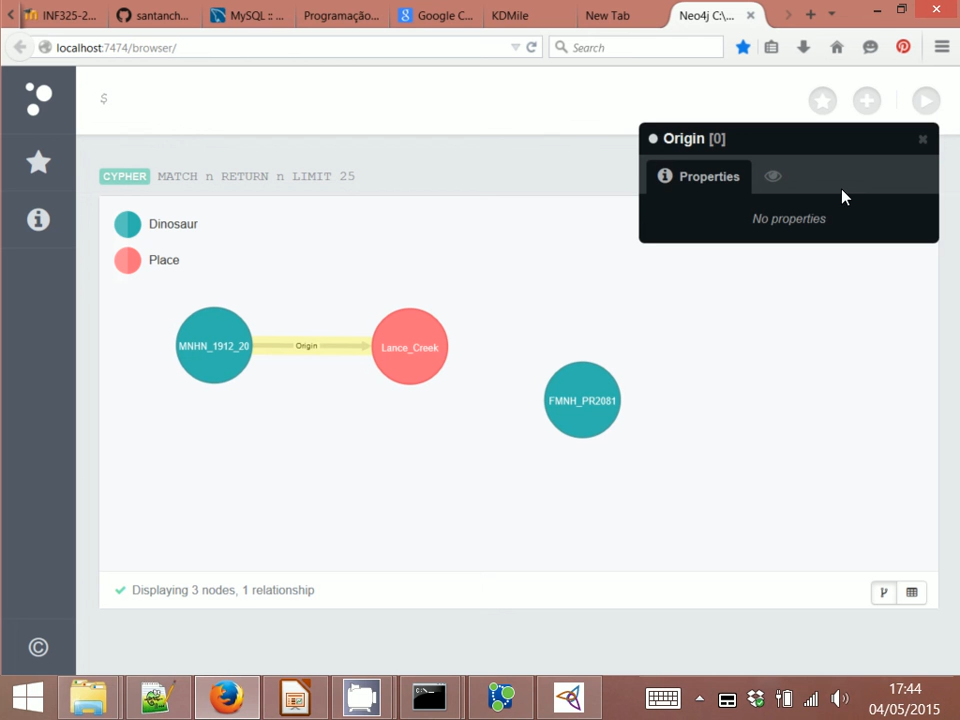 INF325-2...
santanch...
MySQL :: ...
Programação...
Google C...
KDMile
New Tab
Neo4j C:\...
localhost:7474/browser/
Search
$
Origin [0]
Properties
No properties
CYPHER MATCH n RETURN n LIMIT 25
Dinosaur
Place
MNHN_1912_20
Origin
Lance_Creek
FMNH_PR2081
Displaying 3 nodes, 1 relationship
17:44
04/05/2015